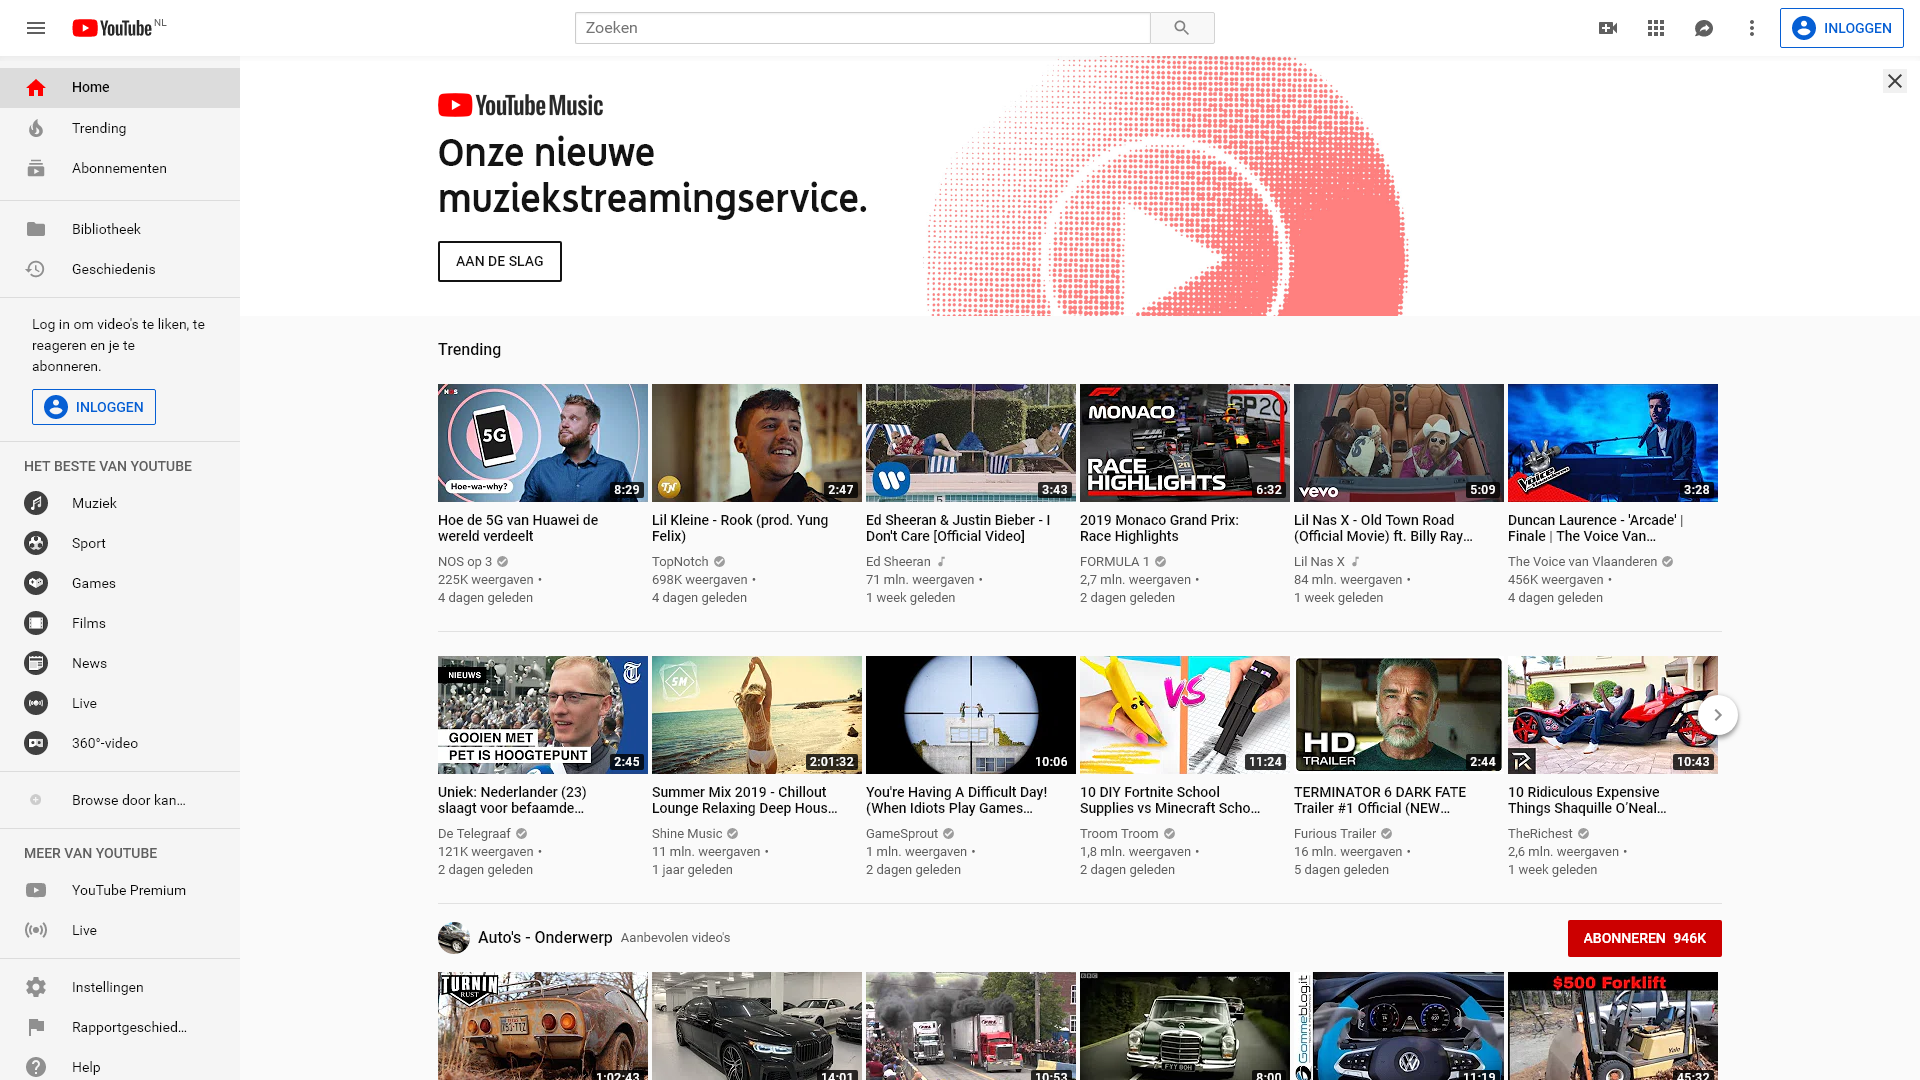 YouTube NL
Zoeken
INLOGGEN
Home
Trending
Abonnementen
Bibliotheek
Geschiedenis
Log in om video's te liken, te
reageren en je te
abonneren.
INLOGGEN
HET BESTE VAN YOUTUBE
Muziek
Sport
Games
Films
News
Live
360°-video
Browse door kan...
MEER VAN YOUTUBE
YouTube Premium
Live
Instellingen
Rapportgeschied...
Help
YouTube Music
Onze nieuwe
muziekstreamingservice.
AAN DE SLAG
Trending
NOS
5G
Hoe-wa-why?
8:29
Hoe de 5G van Huawei de
wereld verdeelt
NOS op 3
225K weergaven •
4 dagen geleden
TN
2:47
Lil Kleine - Rook (prod. Yung
Felix)
TopNotch
698K weergaven •
4 dagen geleden
3:43
Ed Sheeran & Justin Bieber - I
Don't Care [Official Video]
Ed Sheeran
71 mln. weergaven •
1 week geleden
F1
MONACO
RACE
HIGHLIGHTS
6:32
2019 Monaco Grand Prix:
Race Highlights
FORMULA 1
2,7 mln. weergaven •
2 dagen geleden
vevo
5:09
Lil Nas X - Old Town Road
(Official Movie) ft. Billy Ray...
Lil Nas X
84 mln. weergaven •
1 week geleden
3:28
Duncan Laurence - 'Arcade' |
Finale | The Voice Van...
The Voice van Vlaanderen
456K weergaven •
4 dagen geleden
NIEUWS
GOOIEN MET
PET IS HOOGTEPUNT
2:45
Uniek: Nederlander (23)
slaagt voor befaamde...
De Telegraaf
121K weergaven •
2 dagen geleden
SM
2:01:32
Summer Mix 2019 - Chillout
Lounge Relaxing Deep Hous...
Shine Music
11 mln. weergaven •
1 jaar geleden
10:06
You're Having A Difficult Day!
(When Idiots Play Games...
GameSprout
1 mln. weergaven •
2 dagen geleden
VS
11:24
10 DIY Fortnite School
Supplies vs Minecraft Scho...
Troom Troom
1,8 mln. weergaven •
2 dagen geleden
HD
TRAILER
2:44
TERMINATOR 6 DARK FATE
Trailer #1 Official (NEW...
Furious Trailer
16 mln. weergaven •
5 dagen geleden
R
10:43
10 Ridiculous Expensive
Things Shaquille O'Neal...
TheRichest
2,6 mln. weergaven •
1 week geleden
Auto's - Onderwerp Aanbevolen video's
ABONNEREN 946K
TURNIN
RUST
1:02:43
14:01
10:53
BBC
8:00
Gommeblog.it
11:19
$500 Forklift
Yale
45:32